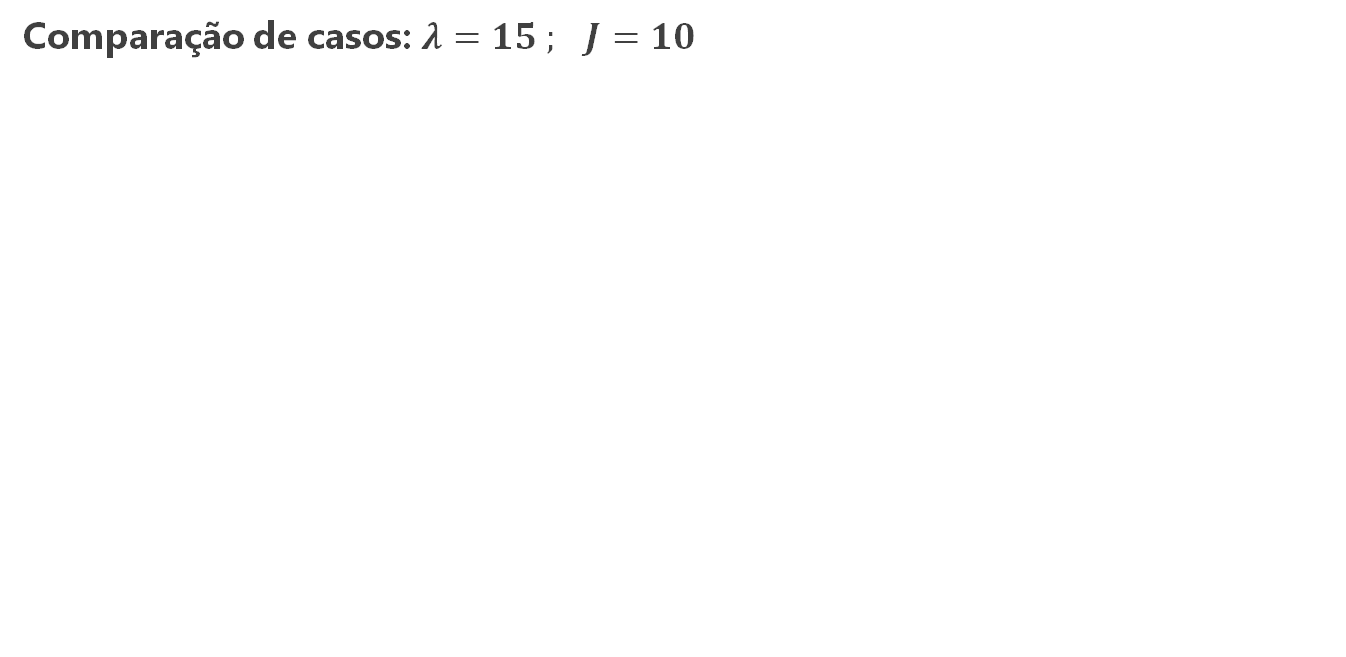 Comparação de casos: λ = 15 ; J = 10